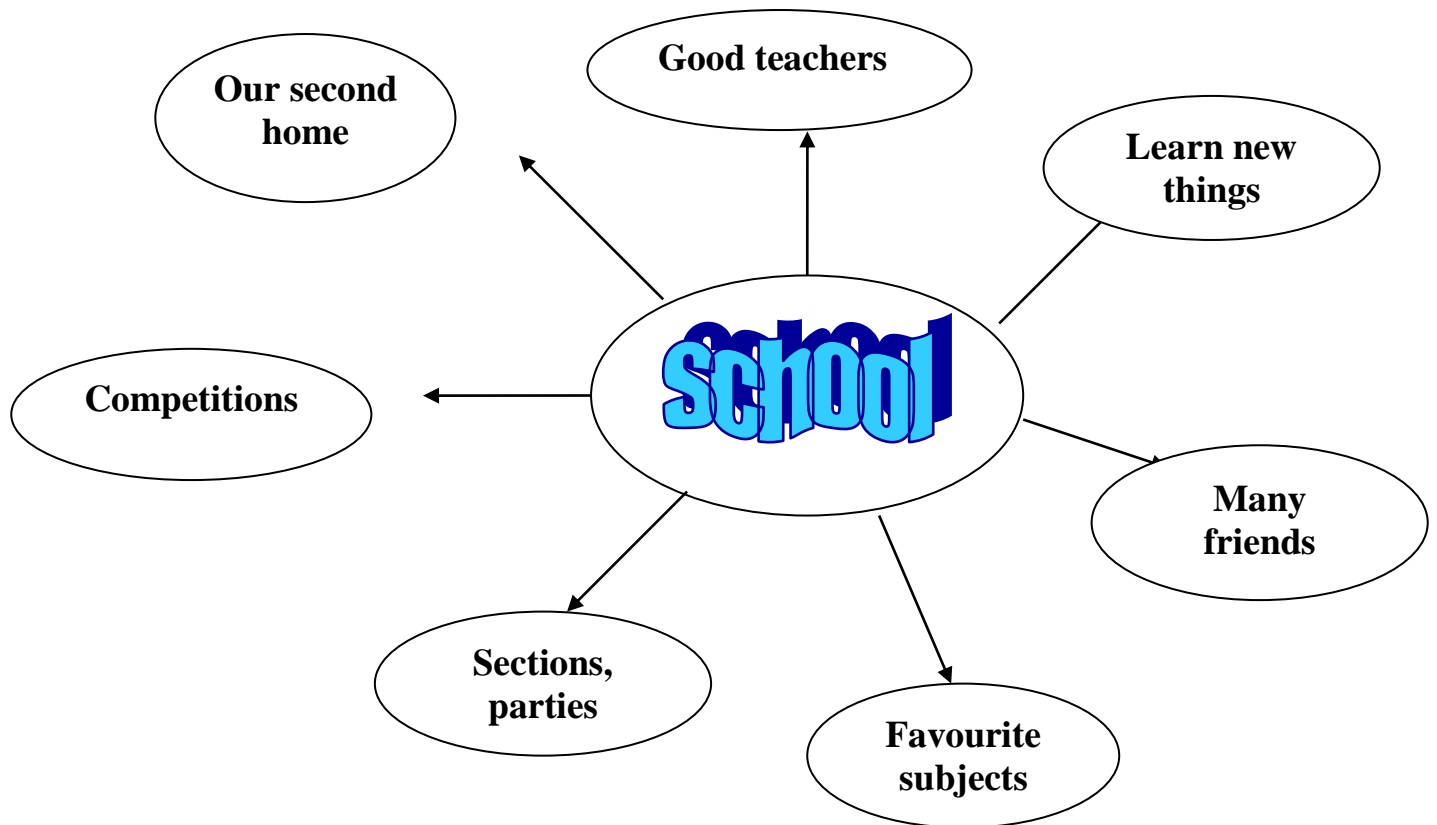 Good teachers
Our second
home
Learn new
things
school
Competitions
Many
friends
Sections,
parties
Favourite
subjects